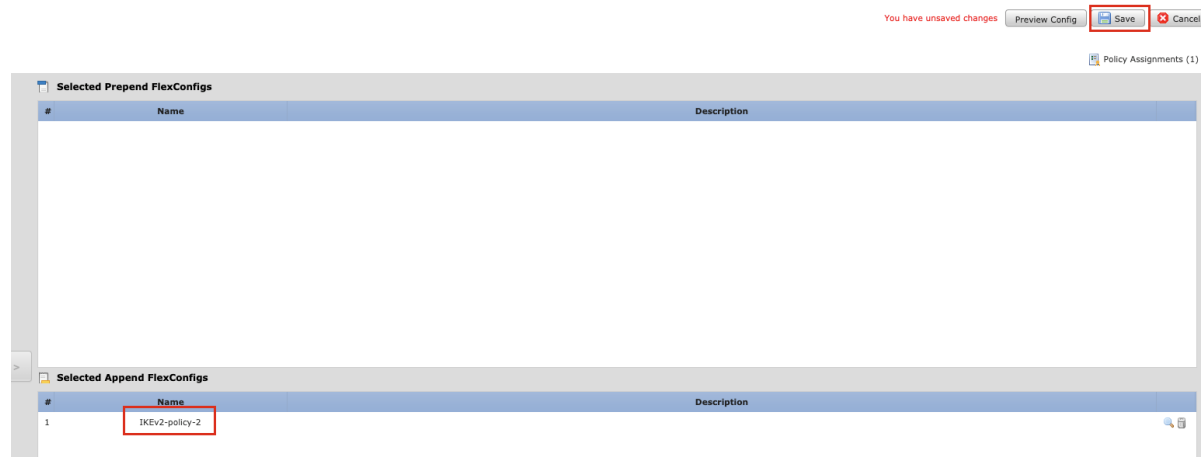 You have unsaved changes Preview Config Save Cancel
Policy Assignments (1)
Selected Prepend FlexConfigs
# Name Description
>
Selected Append FlexConfigs
# Name Description
1 IKEv2-policy-2